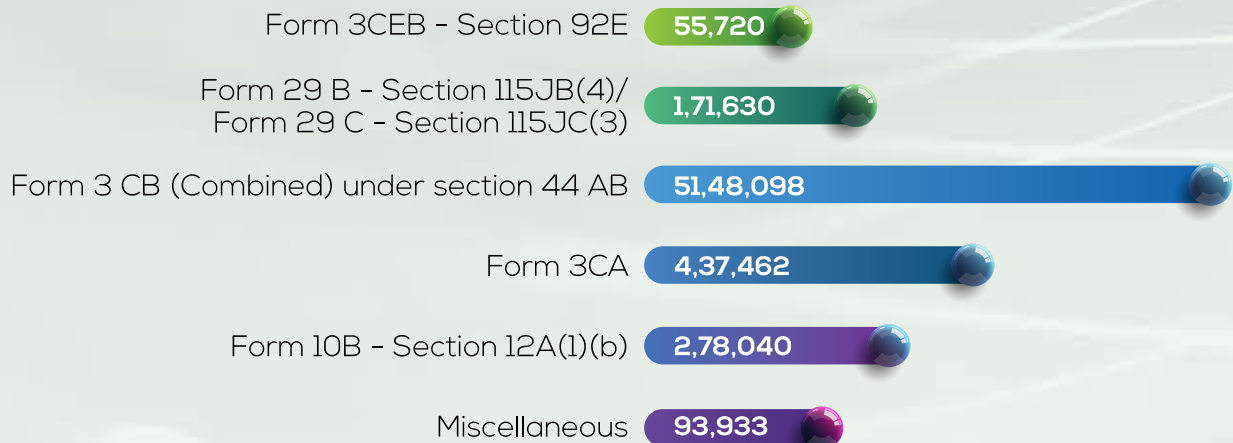 Form 3CEB - Section 92E 55,720
Form 29 B - Section 115JB(4)/
Form 29 C - Section 115JC(3) 1,71,630
Form 3 CB (Combined) under section 44 AB 51,48,098
Form 3CA 4,37,462
Form 10B - Section 12A(1)(b) 2,78,040
Miscellaneous 93,933